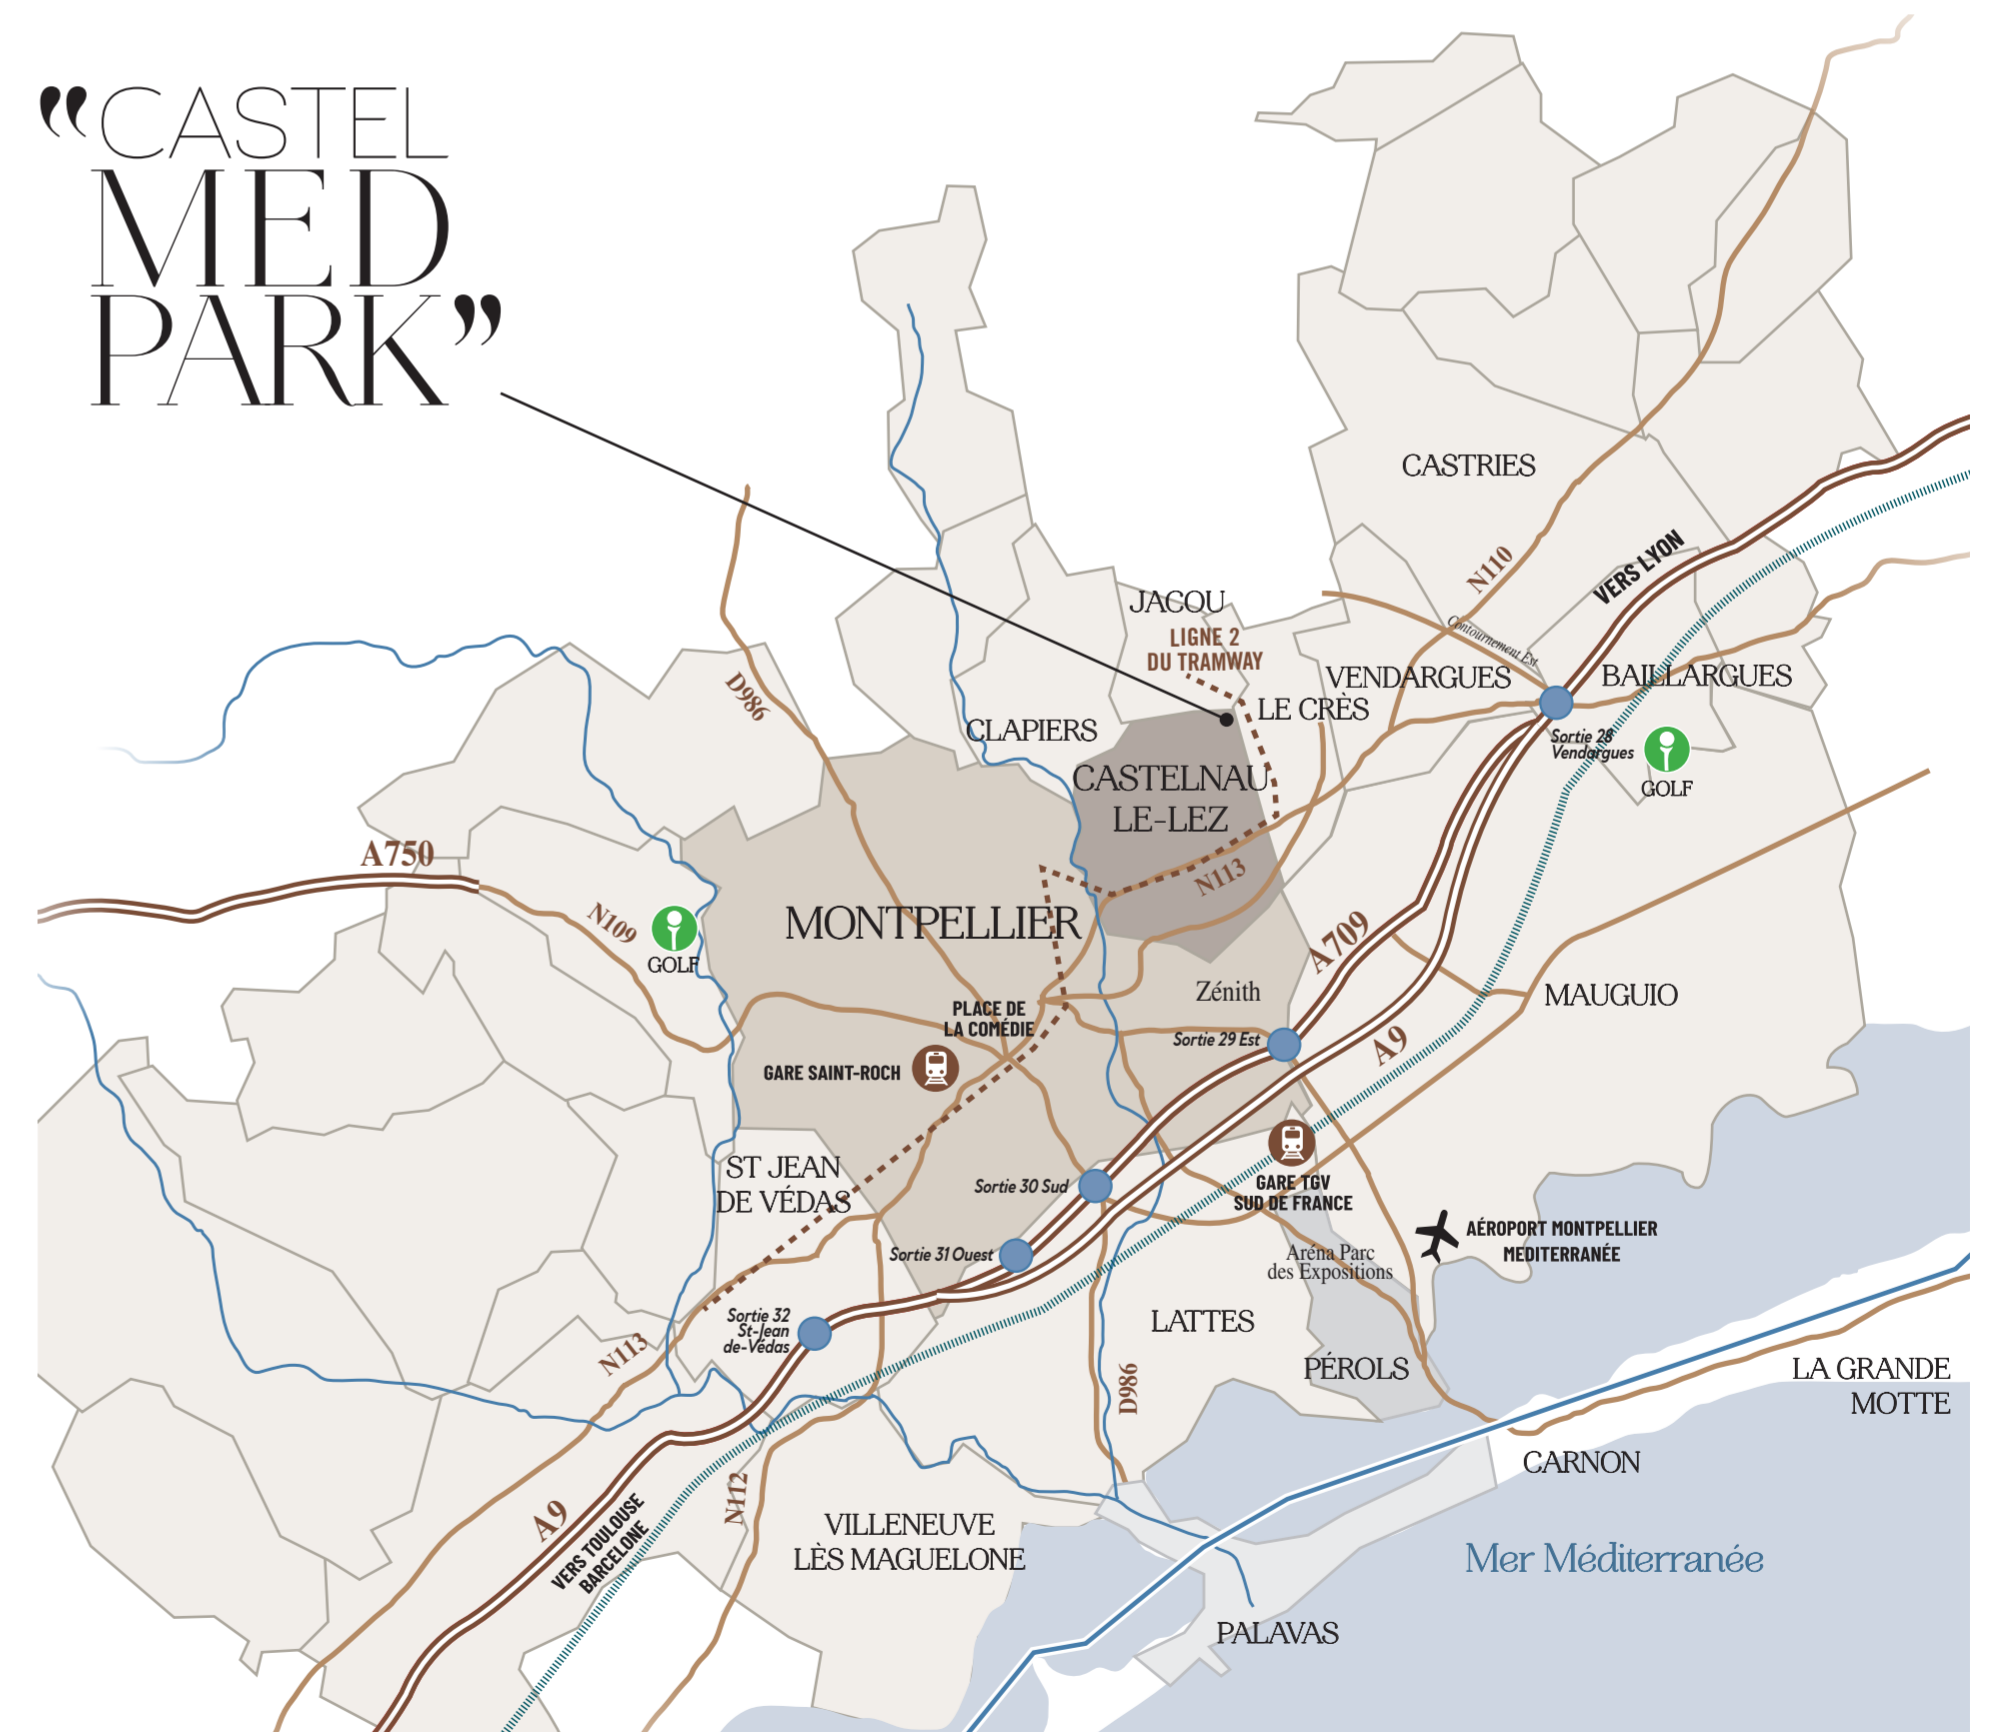 “CASTEL
MED
PARK”
CASTRIES
N110
VERS LYON
JACOU
LIGNE 2
DU TRAMWAY
Contournement Est
VENDARGUES
BAILLARGUES
LE CRÈS
D986
CLAPIERS
Sortie 28
Vendargues
GOLF
CASTELNAU
LE-LEZ
A750
N113
N109
MONTPELLIER
GOLF
A709
Zénith
MAUGUIO
PLACE DE
LA COMÉDIE
Sortie 29 Est
A9
GARE SAINT-ROCH
ST JEAN
DE VÉDAS
Sortie 30 Sud
GARE TGV
SUD DE FRANCE
AÉROPORT MONTPELLIER
MEDITERRANÉE
Sortie 31 Ouest
Aréna Parc
des Expositions
Sortie 32
St-Jean
de-Védas
LATTES
N113
PÉROLS
D986
LA GRANDE
MOTTE
CARNON
N112
A9
VERS TOULOUSE
BARCELONE
VILLENEUVE
LÈS MAGUELONE
Mer Méditerranée
PALAVAS